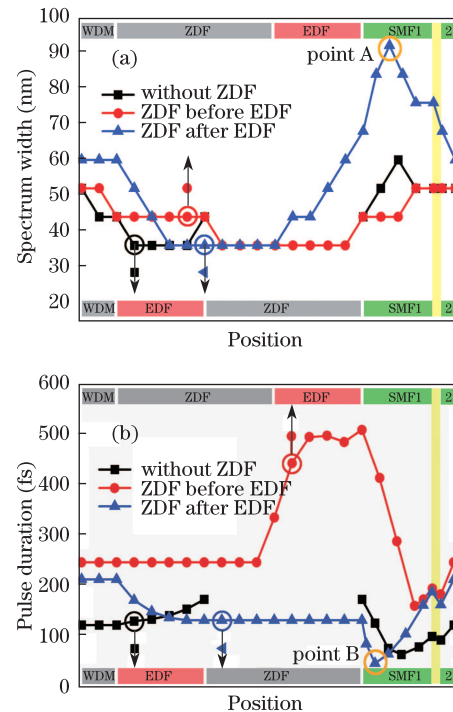 WDM ZDF EDF SMF1 2
100
90
80
70
60
50
40
30
20
Spectrum width (nm)
(a)
point A
without ZDF
ZDF before EDF
ZDF after EDF
WDM EDF ZDF SMF1 2
Position
600
500
400
300
200
100
0
Pulse duration (fs)
WDM ZDF EDF SMF1 2
(b)
without ZDF
ZDF before EDF
ZDF after EDF
point B
WDM EDF ZDF SMF1 2
Position